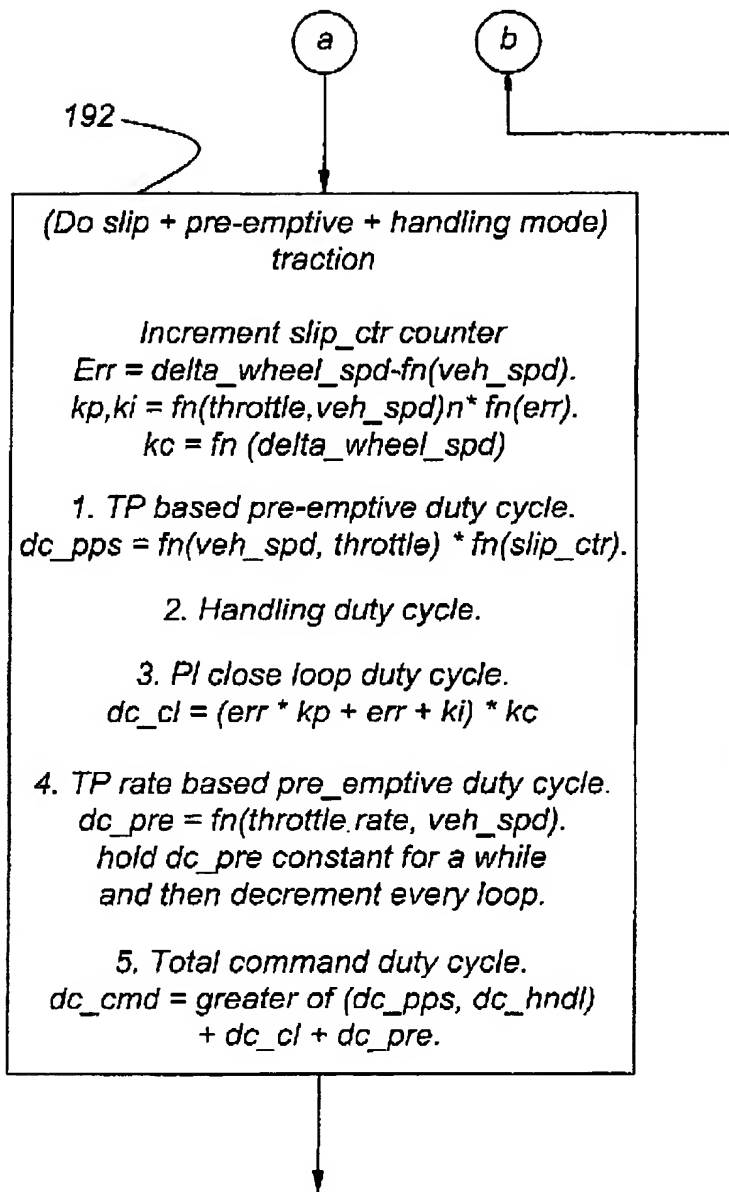 a
b
192
(Do slip + pre-emptive + handling mode)
traction
Increment slip_ctr counter
Err = delta_wheel_spd-fn(veh_spd).
kp,ki = fn(throttle,veh_spd)n* fn(err).
kc = fn (delta_wheel_spd)
1. TP based pre-emptive duty cycle.
dc_pps = fn(veh_spd, throttle) * fn(slip_ctr).
2. Handling duty cycle.
3. PI close loop duty cycle.
dc_cl = (err * kp + err + ki) * kc
4. TP rate based pre_emptive duty cycle.
dc_pre = fn(throttle.rate, veh_spd).
hold dc_pre constant for a while
and then decrement every loop.
5. Total command duty cycle.
dc_cmd = greater of (dc_pps, dc_hndl)
+ dc_cl + dc_pre.